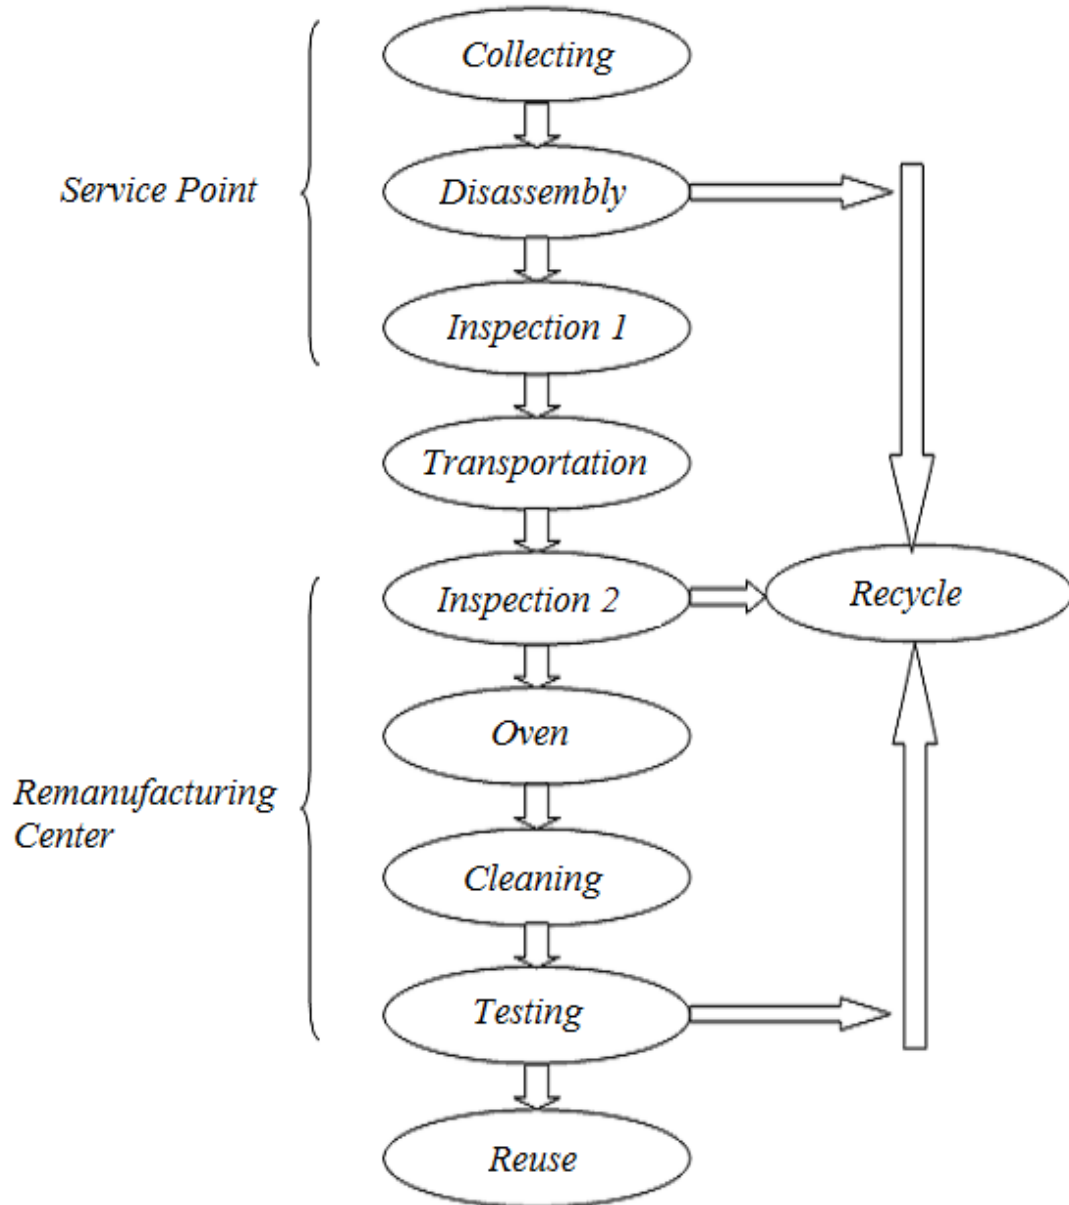 Collecting
Service Point
Disassembly
Inspection 1
Transportation
Inspection 2
Recycle
Oven
Remanufacturing
Center
Cleaning
Testing
Reuse